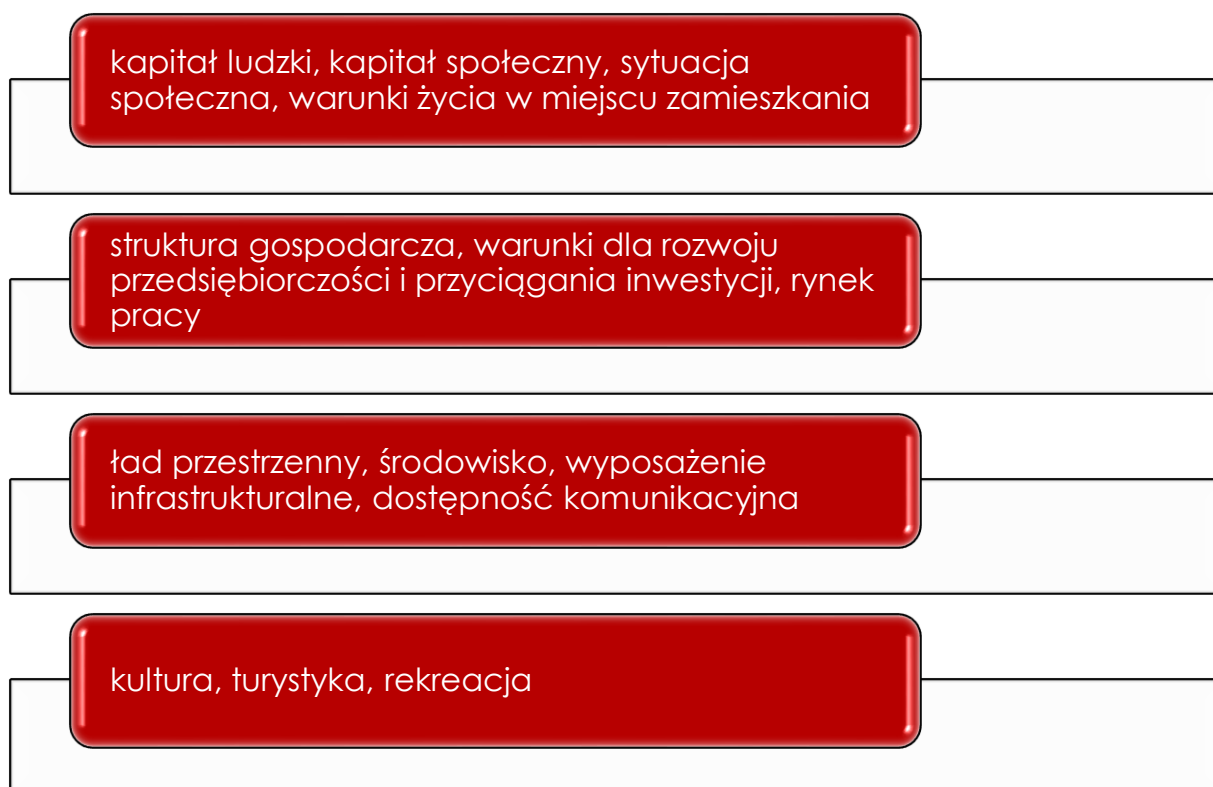 kapitał ludzki, kapitał społeczny, sytuacja
społeczna, warunki życia w miejscu zamieszkania
struktura gospodarcza, warunki dla rozwoju
przedsiębiorczości i przyciągania inwestycji, rynek
pracy
ład przestrzenny, środowisko, wyposażenie
infrastrukturalne, dostępność komunikacyjna
kultura, turystyka, rekreacja